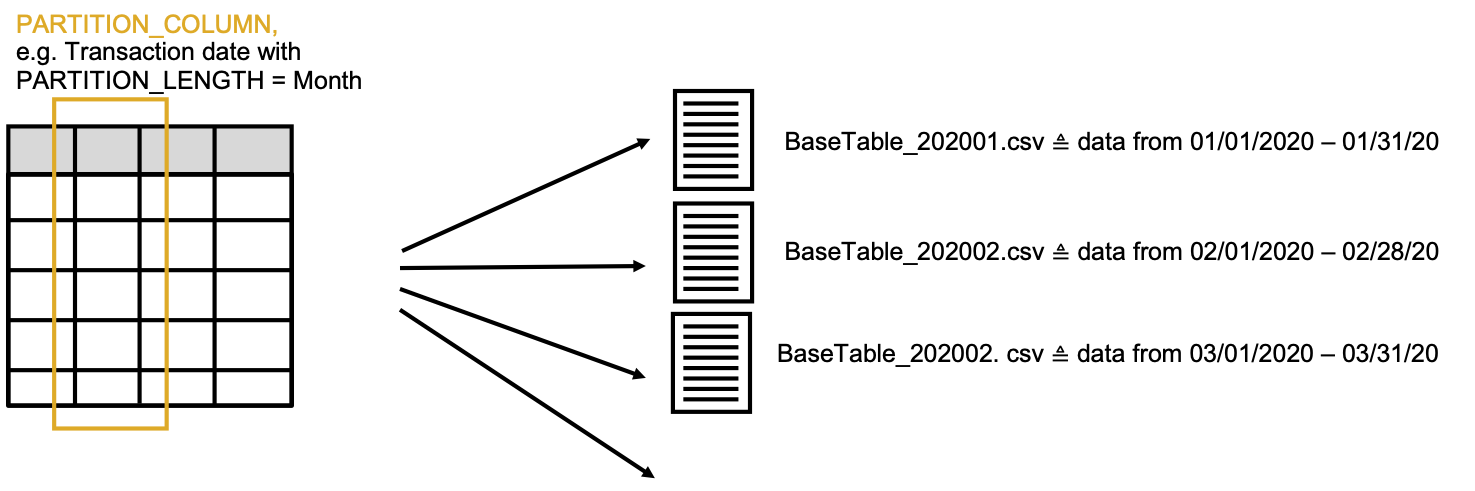 PARTITION_COLUMN,
e.g. Transaction date with
PARTITION_LENGTH = Month
BaseTable_202001.csv ≙ data from 01/01/2020 – 01/31/20
BaseTable_202002.csv ≙ data from 02/01/2020 – 02/28/20
BaseTable_202002. csv ≙ data from 03/01/2020 – 03/31/20